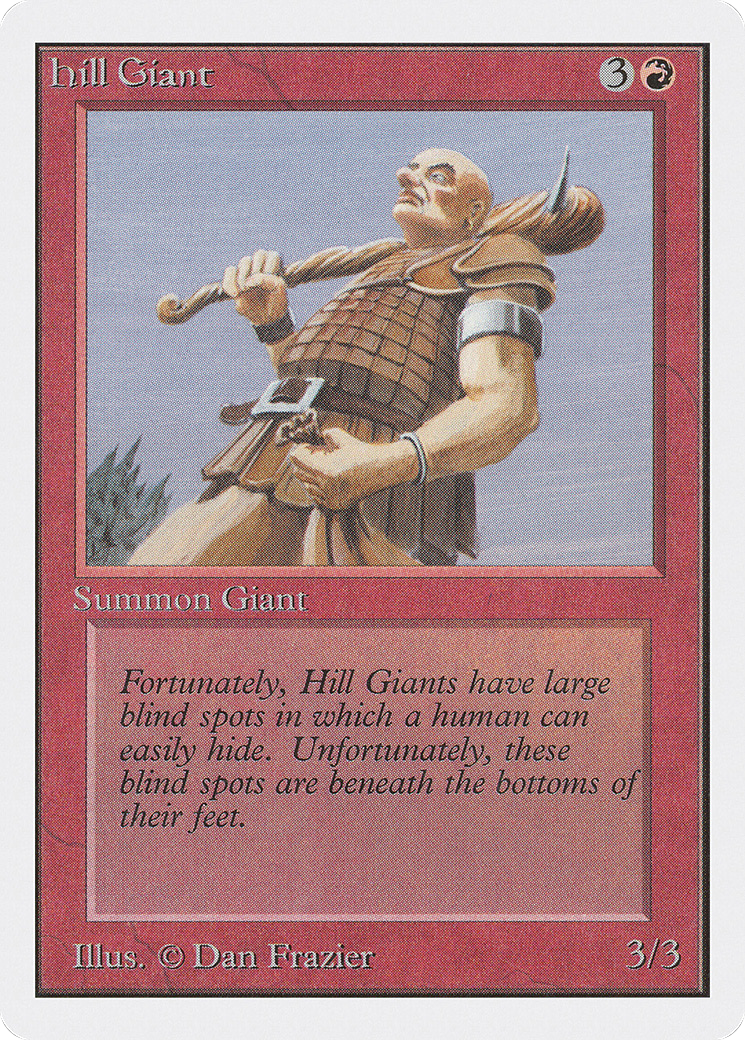 Hill Giant 3
Summon Giant
Fortunately, Hill Giants have large
blind spots in which a human can
easily hide. Unfortunately, these
blind spots are beneath the bottoms of
their feet.
Illus. © Dan Frazier 3/3